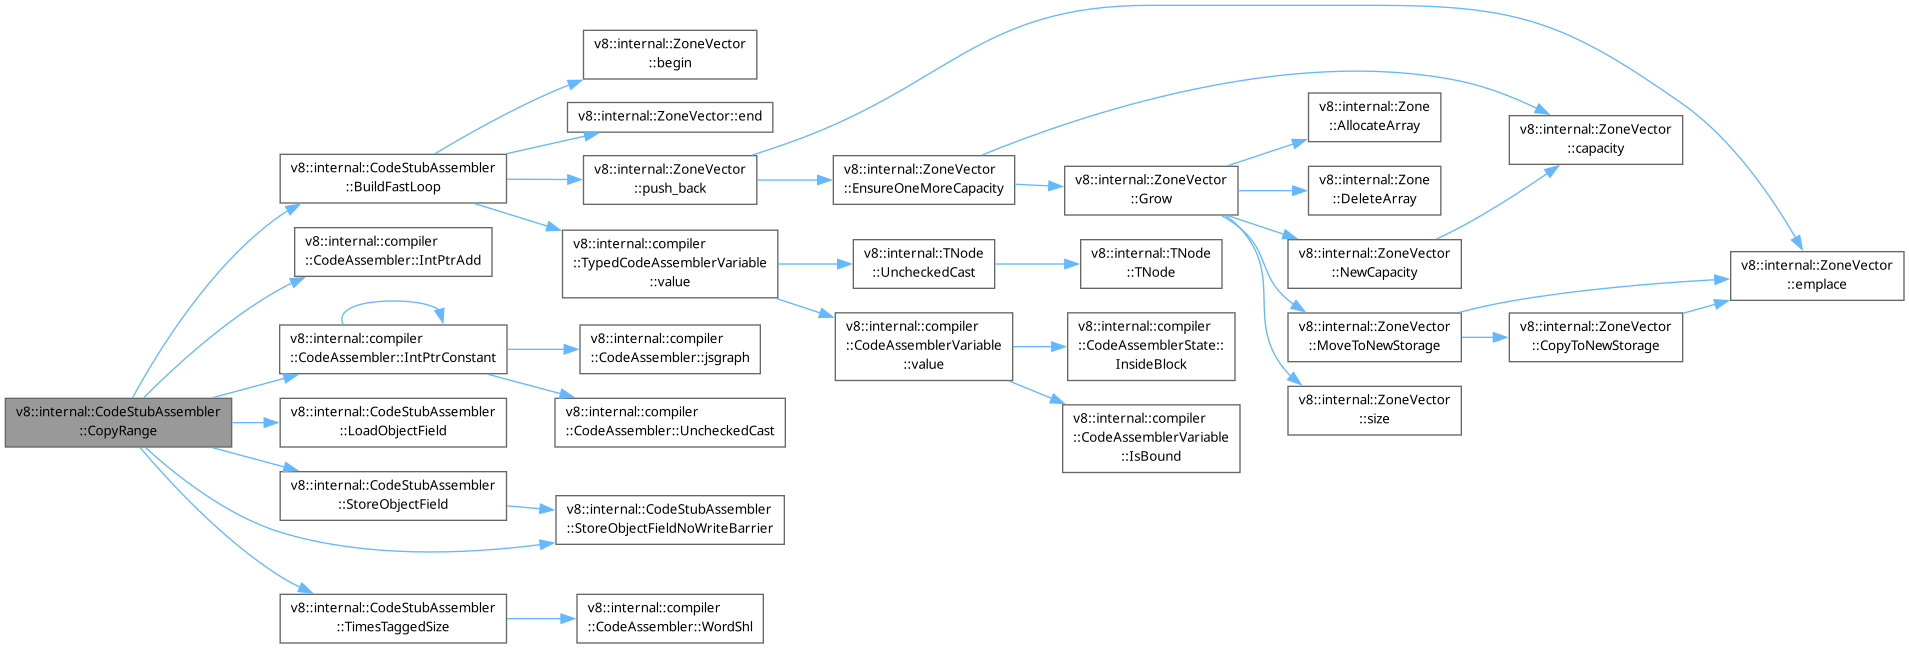 v8::internal::CodeStubAssembler
::CopyRange
v8::internal::CodeStubAssembler
::BuildFastLoop
v8::internal::compiler
::CodeAssembler::IntPtrAdd
v8::internal::compiler
::CodeAssembler::IntPtrConstant
v8::internal::CodeStubAssembler
::LoadObjectField
v8::internal::CodeStubAssembler
::StoreObjectField
v8::internal::CodeStubAssembler
::TimesTaggedSize
v8::internal::ZoneVector
::begin
v8::internal::ZoneVector::end
v8::internal::ZoneVector
::push_back
v8::internal::compiler
::TypedCodeAssemblerVariable
::value
v8::internal::compiler
::CodeAssembler::jsgraph
v8::internal::compiler
::CodeAssembler::UncheckedCast
v8::internal::CodeStubAssembler
::StoreObjectFieldNoWriteBarrier
v8::internal::compiler
::CodeAssembler::WordShl
v8::internal::ZoneVector
::EnsureOneMoreCapacity
v8::internal::TNode
::UncheckedCast
v8::internal::compiler
::CodeAssemblerVariable
::value
v8::internal::ZoneVector
::Grow
v8::internal::TNode
::TNode
v8::internal::compiler
::CodeAssemblerState::
InsideBlock
v8::internal::compiler
::CodeAssemblerVariable
::IsBound
v8::internal::Zone
::AllocateArray
v8::internal::Zone
::DeleteArray
v8::internal::ZoneVector
::NewCapacity
v8::internal::ZoneVector
::MoveToNewStorage
v8::internal::ZoneVector
::size
v8::internal::ZoneVector
::capacity
v8::internal::ZoneVector
::CopyToNewStorage
v8::internal::ZoneVector
::emplace